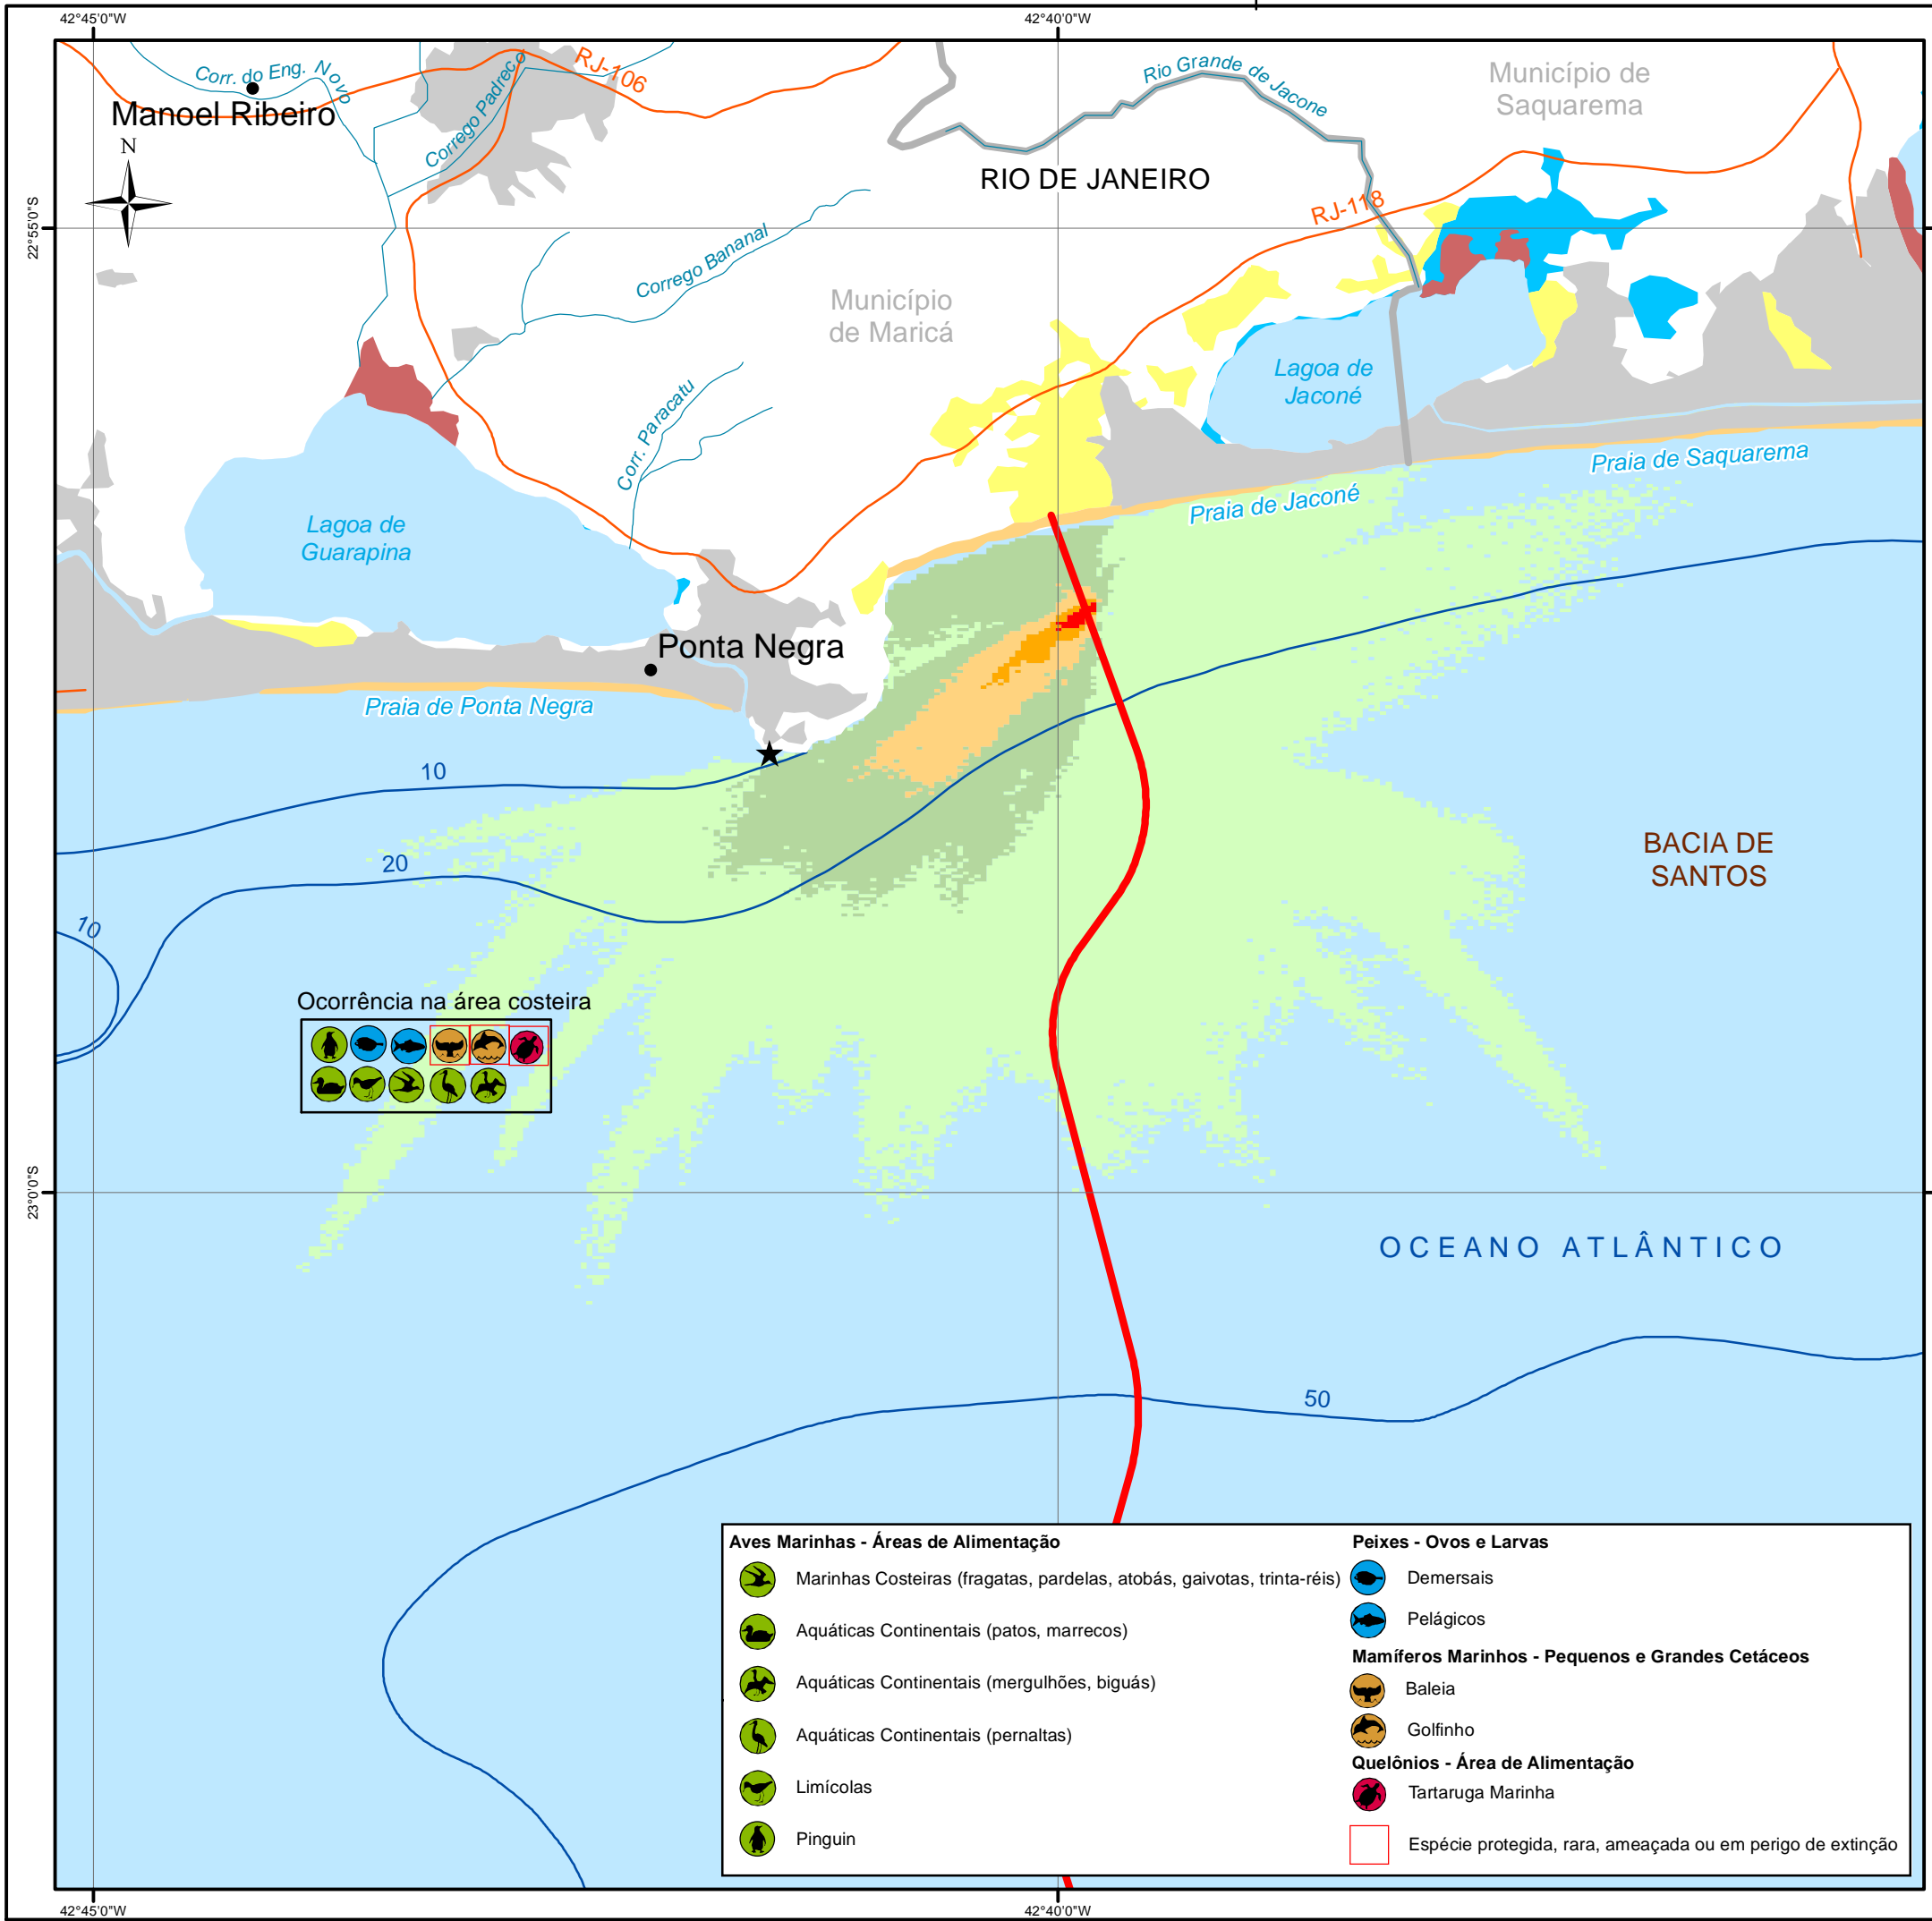 42°45'0"W
42°40'0"W
Corr. do Eng. Novo
Manoel Ribeiro
Corrego Padreco
RJ-106
Rio Grande de Jacone
Município de
Saquarema
N
RIO DE JANEIRO
RJ-118
22°55'0"S
Corrego Bananal
Município
de Maricá
Lagoa de
Jaconé
Corr. Paracatu
Praia de Saquarema
Praia de Jaconé
Lagoa de
Guarapina
Ponta Negra
Praia de Ponta Negra
10
20
10
BACIA DE
SANTOS
Ocorrência na área costeira
23°0'0"S
OCEANO ATLÂNTICO
50
Aves Marinhas - Áreas de Alimentação
Marinhas Costeiras (fragatas, pardelas, atobás, gaivotas, trinta-réis)
Aquáticas Continentais (patos, marrecos)
Aquáticas Continentais (mergulhões, biguás)
Aquáticas Continentais (pernaltas)
Limícolas
Pinguin
Peixes - Ovos e Larvas
Demersais
Pelágicos
Mamíferos Marinhos - Pequenos e Grandes Cetáceos
Baleia
Golfinho
Quelônios - Área de Alimentação
Tartaruga Marinha
Espécie protegida, rara, ameaçada ou em perigo de extinção
42°45'0"W
42°40'0"W